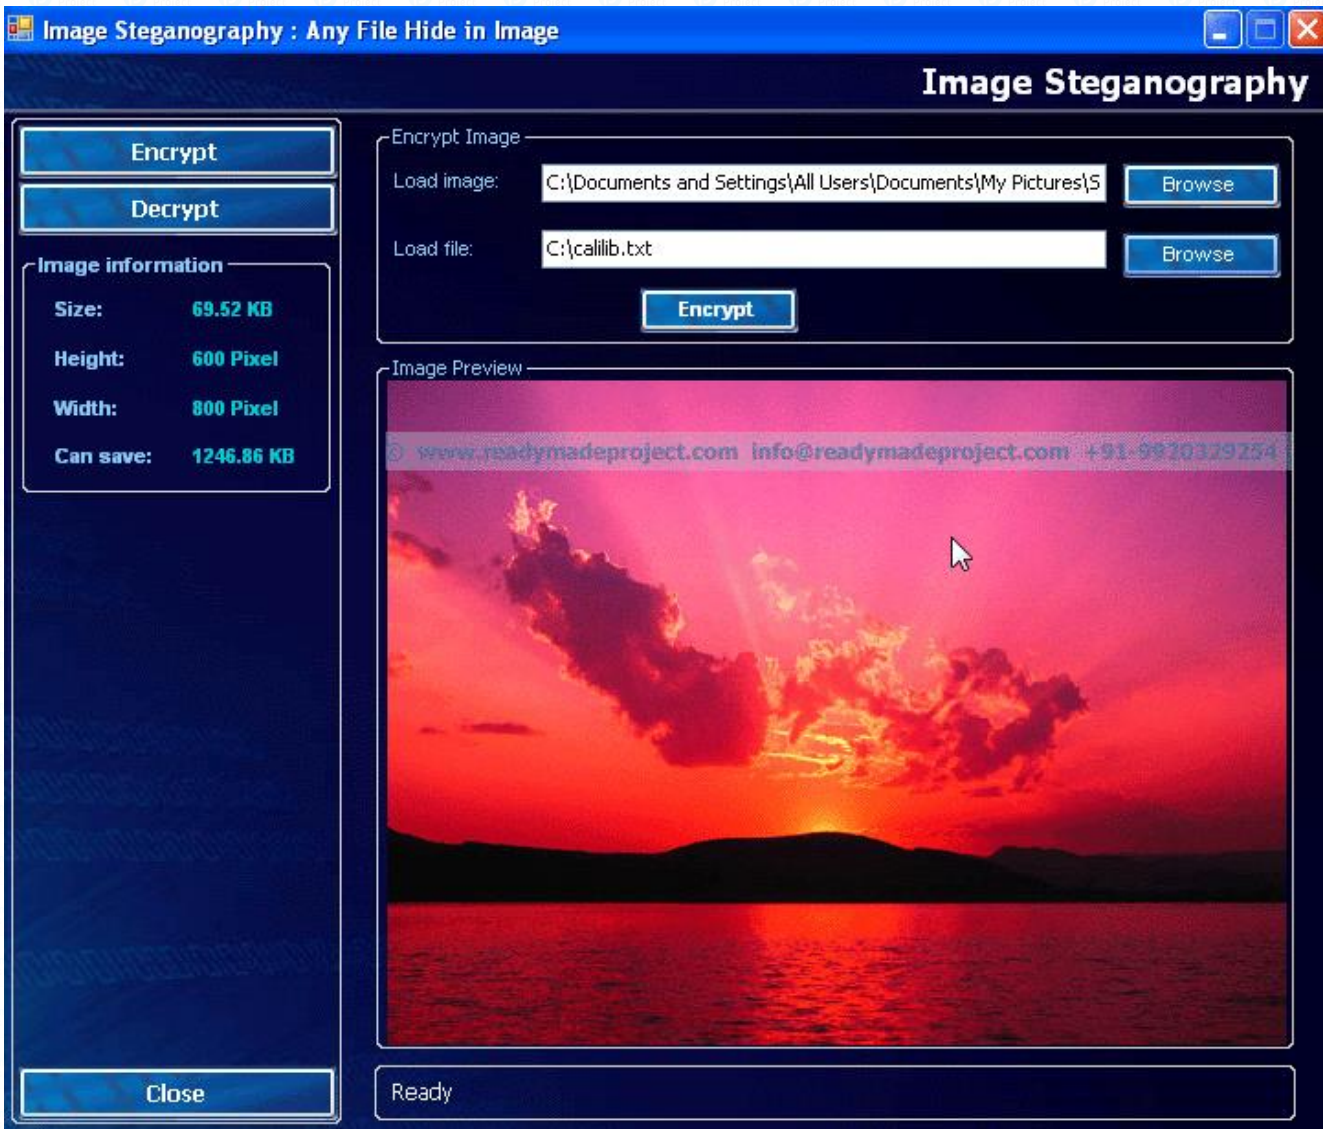 Image Steganography : Any File Hide in Image
Image Steganography
Encrypt
Decrypt
Image information
Size: 69.52 KB
Height: 600 Pixel
Width: 800 Pixel
Can save: 1246.86 KB
Close
Encrypt Image
Load image: C:\Documents and Settings\All Users\Documents\My Pictures\S Browse
Load file: C:\calilib.txt Browse
Encrypt
Image Preview
© www.readymadeproject.com info@readymadeproject.com +91-9920329254
Ready